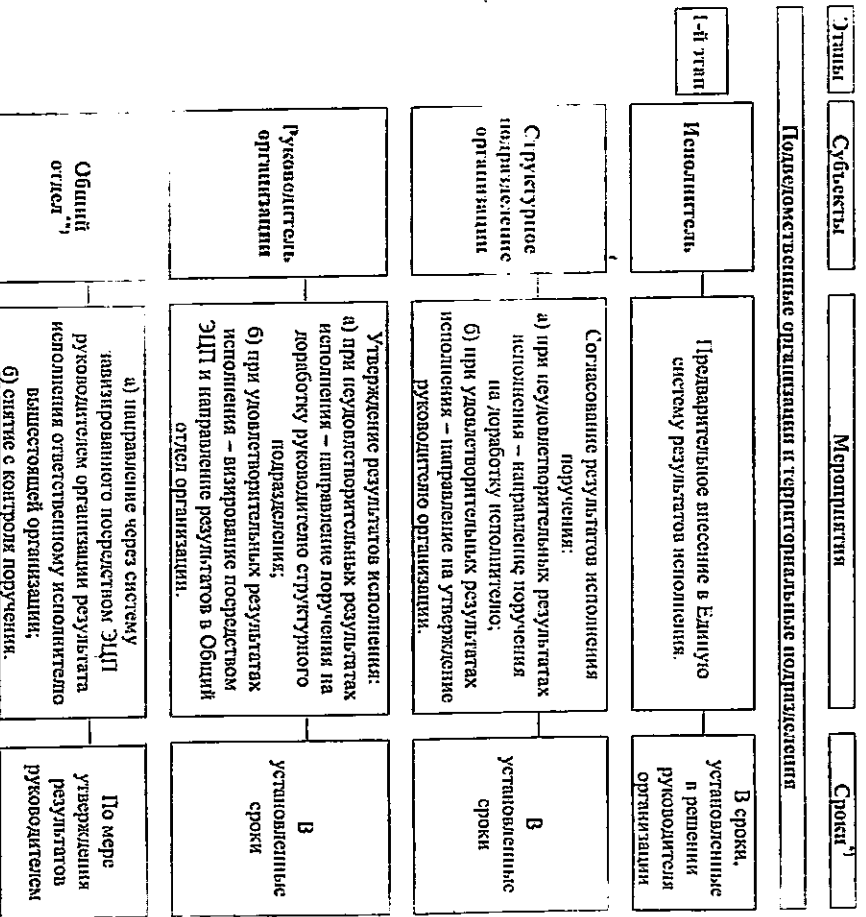 Этапы
Субъекты
Мероприятия
Сроки*)
Подведомственные организации и территориальные подразделения
1-й этап
Исполнитель
Предварительное внесение в Единую
систему результатов исполнения.
В сроки,
установленные
в решении
руководителя
организации
Структурное
подразделение
организации
Согласование результатов исполнения
поручения:
а) при неудовлетворительных результатах
исполнения – направление поручения
на доработку исполнителю;
б) при удовлетворительных результатах
исполнения – направление на утверждение
руководителю организации.
В
установленные
сроки
Руководитель
организации
Утверждение результатов исполнения:
а) при неудовлетворительных результатах
исполнения – направление поручения на
доработку руководителю структурного
подразделения;
б) при удовлетворительных результатах
исполнения – визирование посредством
ЭЦП и направление результатов в Общий
отдел организации.
В
установленные
сроки
Общий
отдел**)
а) направление через систему
завизированного посредством ЭЦП
руководителем организации результата
исполнения ответственному исполнителю
вышестоящей организации;
б) снятие с контроля поручения.
По мере
утверждения
результатов
руководителем